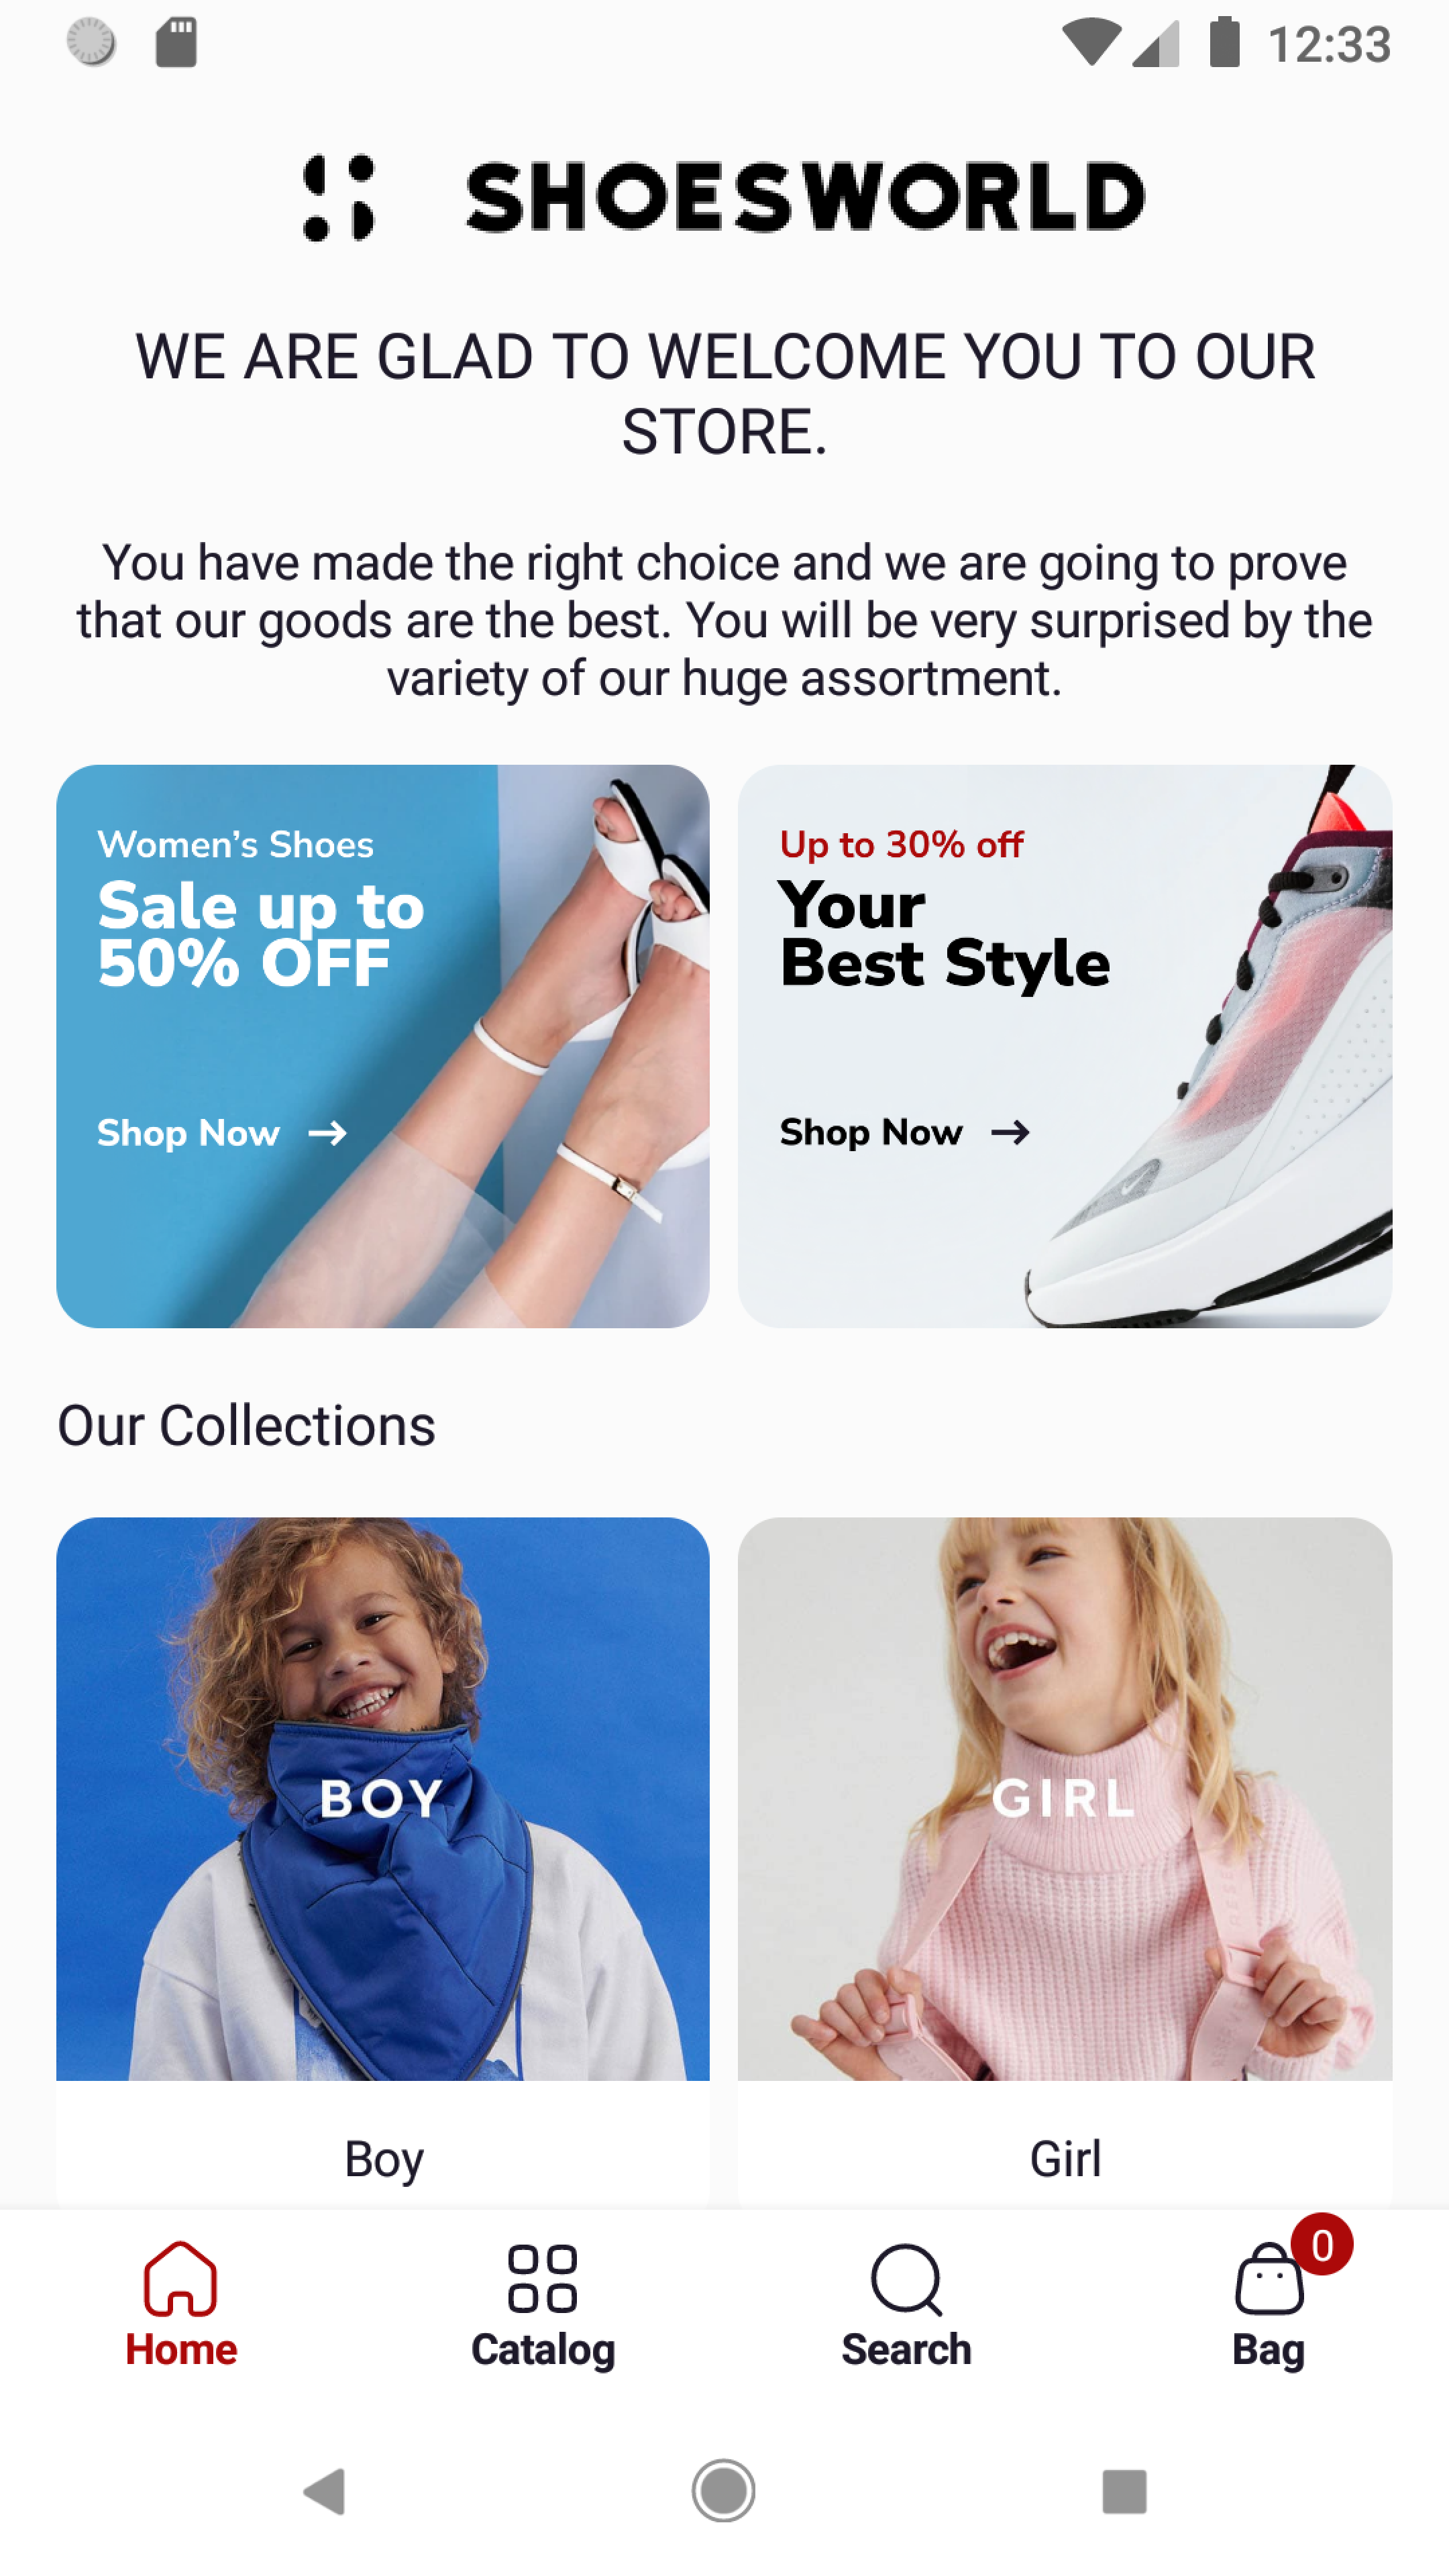 12:33
SHOESWORLD
WE ARE GLAD TO WELCOME YOU TO OUR
STORE.
You have made the right choice and we are going to prove
that our goods are the best. You will be very surprised by the
variety of our huge assortment.
Women's Shoes
Sale up to
50% OFF
Shop Now
Up to 30% off
Your
Best Style
Shop Now
Our Collections
BOY
GIRL
Boy
Girl
0
Home
Catalog
Search
Bag